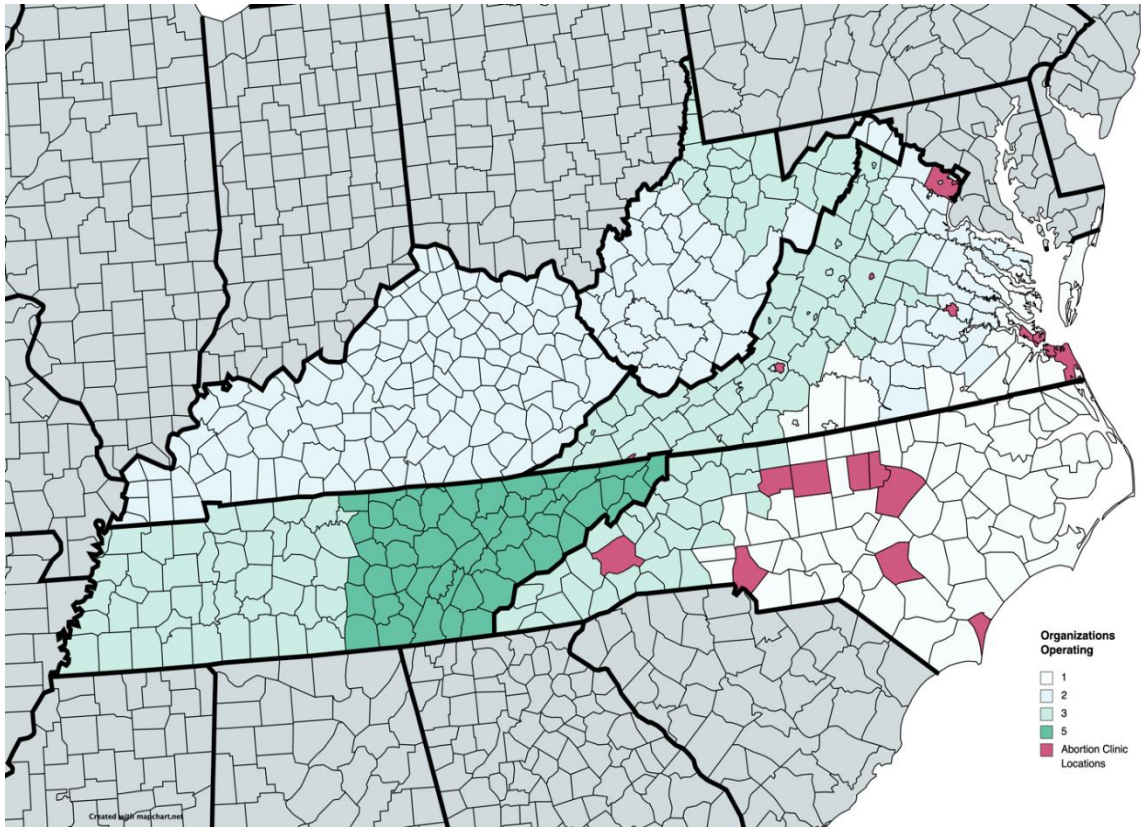 Organizations
Operating
1
2
3
5
Abortion Clinic
Locations
Created with mapchart.net